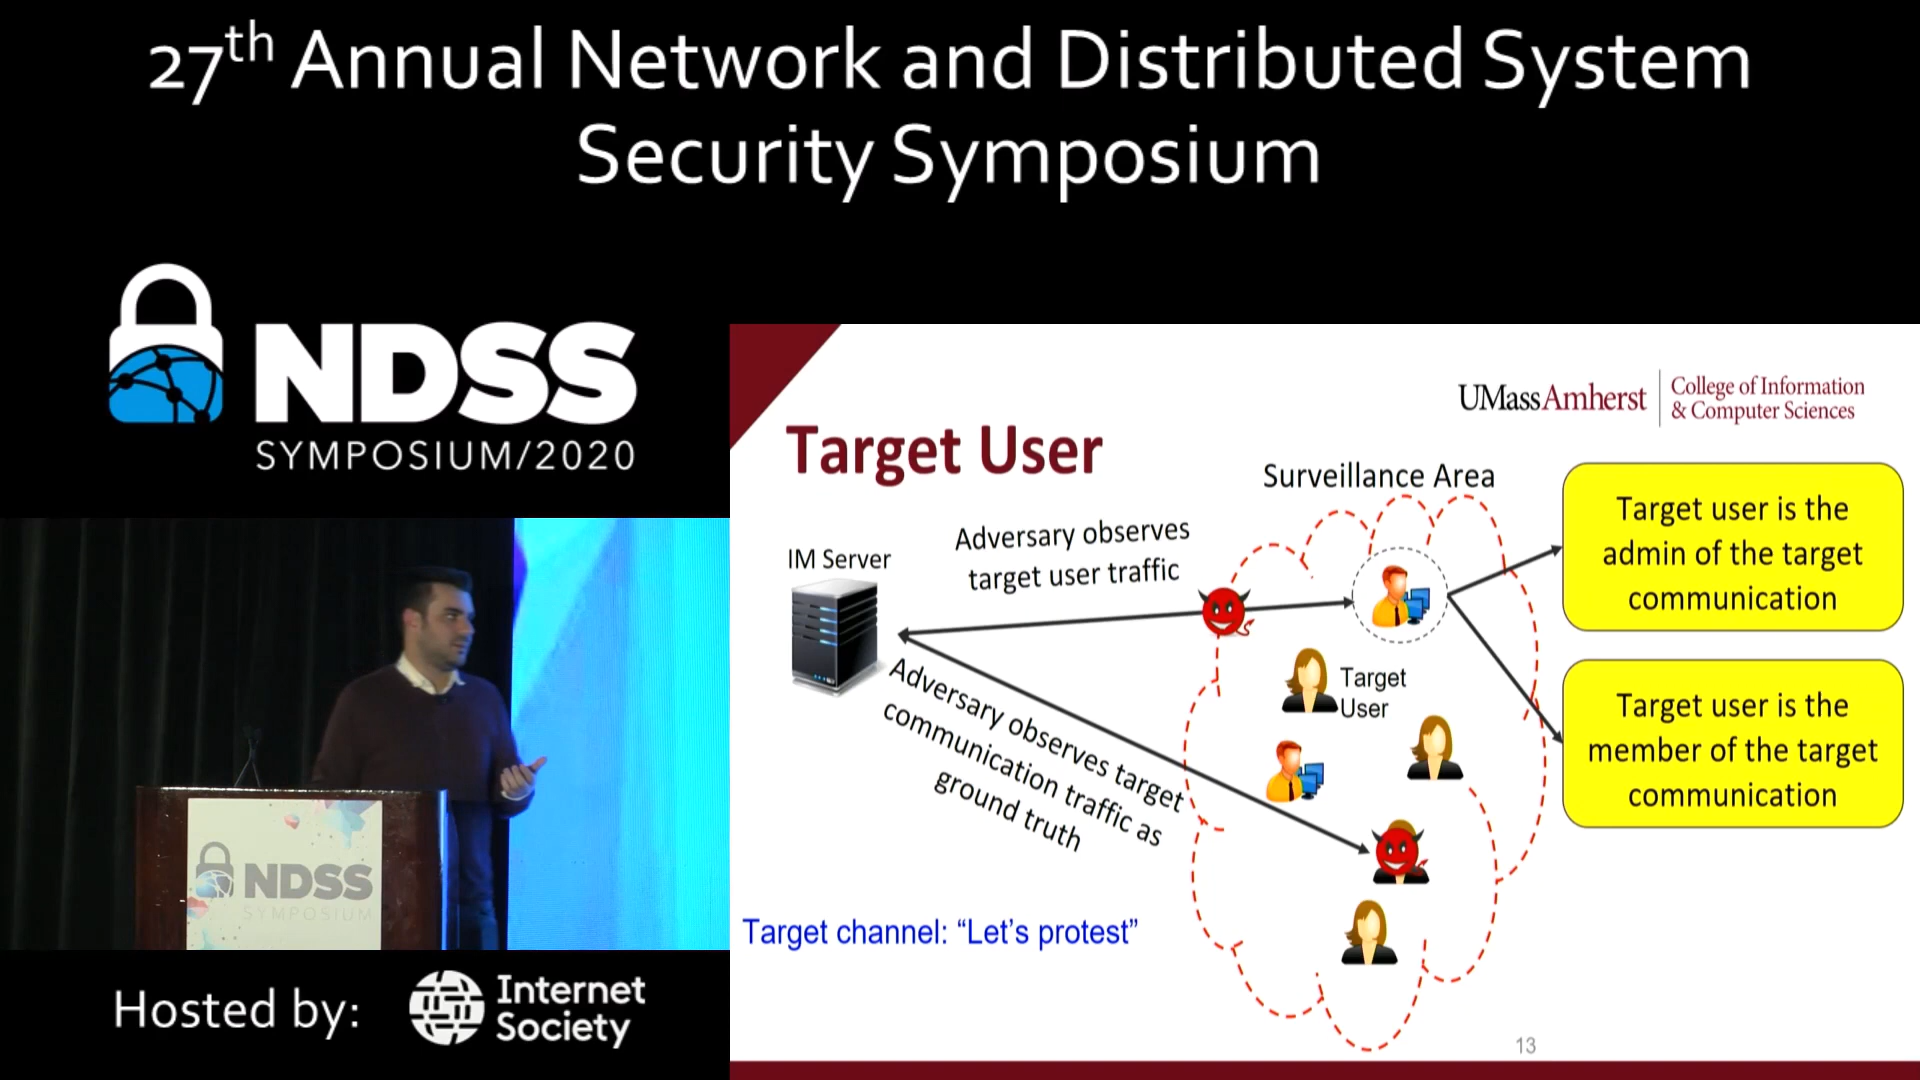 27th Annual Network and Distributed System
Security Symposium
NDSS
SYMPOSIUM/2020
UMassAmherst
College of Information
& Computer Sciences
Target User
Surveillance Area
IM Server
Adversary observes
target user traffic
Target user is the
admin of the target
communication
Target
User
Adversary observes target
communication traffic as
ground truth
Target user is the
member of the target
communication
Target channel: “Let’s protest”
13
NDSS
SYMPOSIUM
Hosted by:
Internet
Society